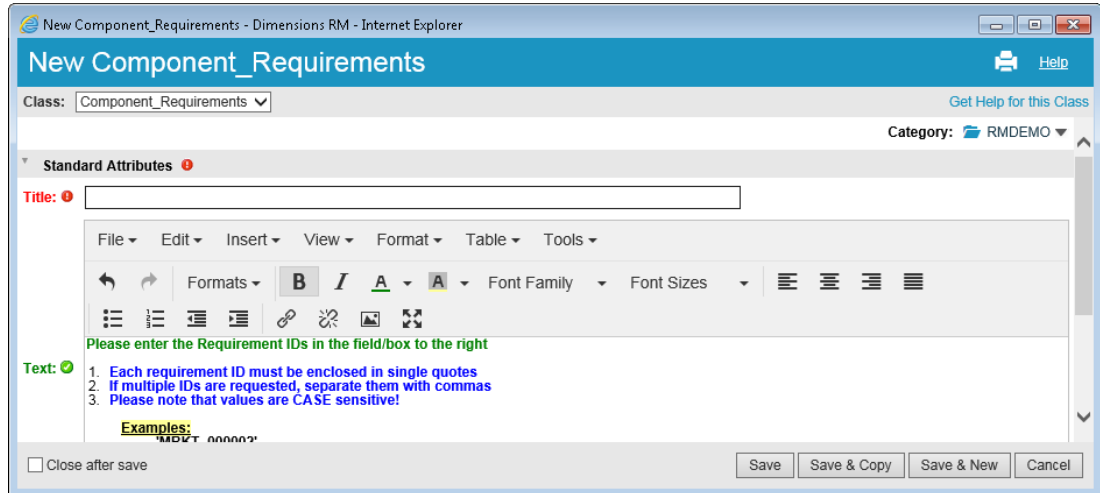 New Component_Requirements - Dimensions RM - Internet Explorer
New Component_Requirements
Help
Class: Component_Requirements
Get Help for this Class
Category: RMDEMO
Standard Attributes
Title:
File Edit Insert View Format Table Tools
Formats B I A A Font Family Font Sizes
Please enter the Requirement IDs in the field/box to the right
Text:
1. Each requirement ID must be enclosed in single quotes
2. If multiple IDs are requested, separate them with commas
3. Please note that values are CASE sensitive!
Examples:
Close after save
Save Save & Copy Save & New Cancel